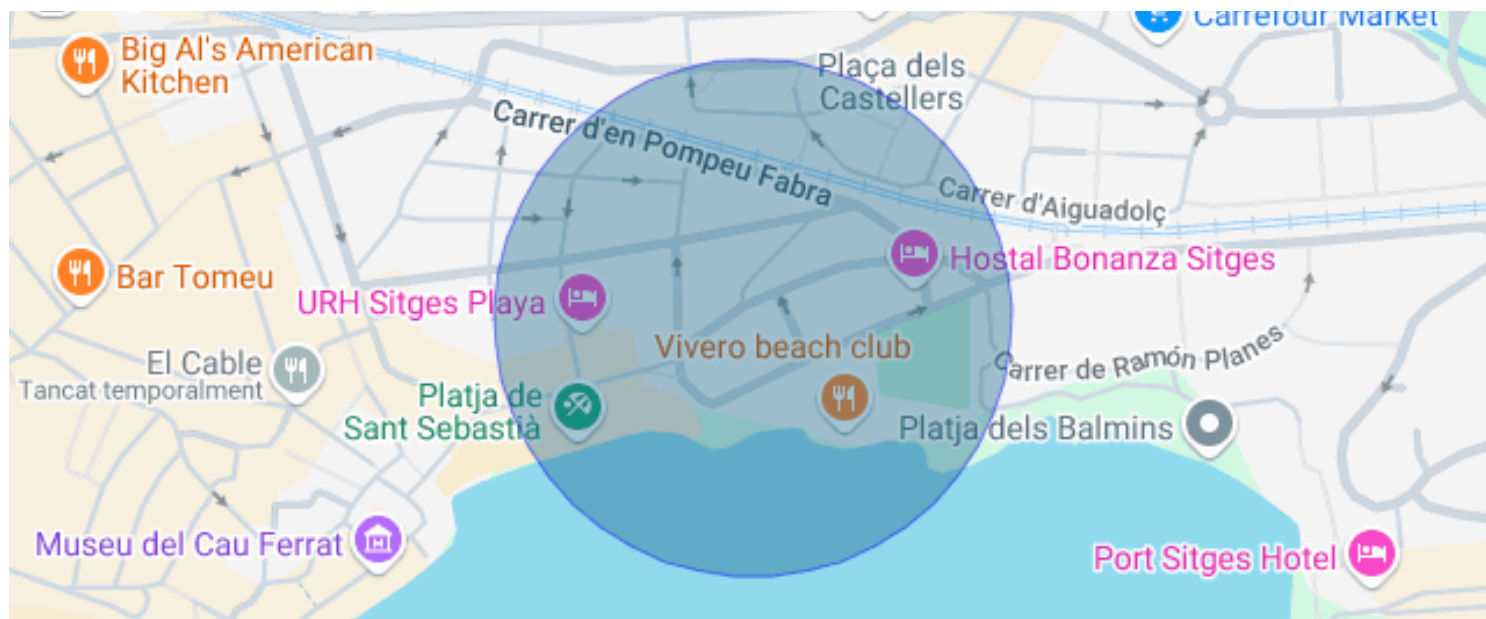 Carrefour Market
Big Al's American
Kitchen
Plaça dels
Castellers
Carrer d'en Pompeu Fabra
Carrer d'Aiguadolç
Hostal Bonanza Sitges
Bar Tomeu
URH Sitges Playa
Vivero beach club
El Cable
Tancat temporalment
Carrer de Ramón Planes
Platja de
Sant Sebastià
Platja dels Balmins
Museu del Cau Ferrat
Port Sitges Hotel